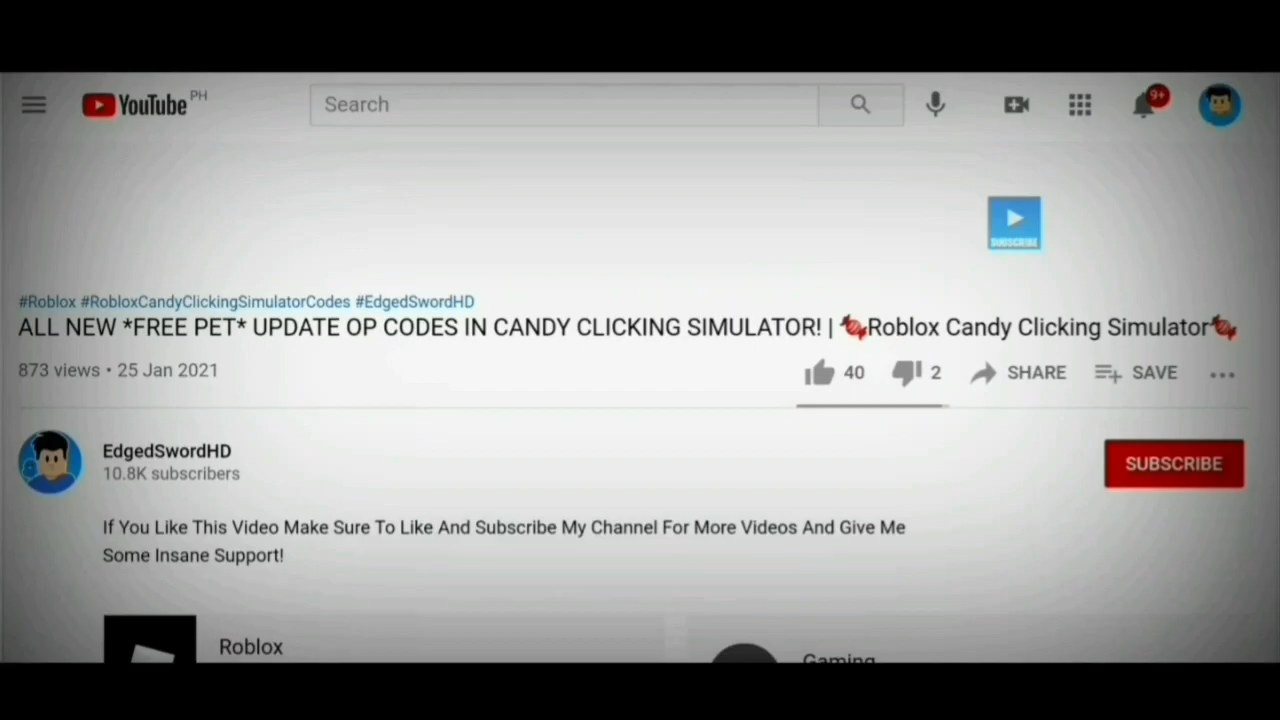 YouTube PH
Search
9+
SUBSCRIBE
#Roblox #RobloxCandyClickingSimulatorCodes #EdgedSwordHD
ALL NEW *FREE PET* UPDATE OP CODES IN CANDY CLICKING SIMULATOR! | 🍬Roblox Candy Clicking Simulator🍬
873 views • 25 Jan 2021
40 2 SHARE SAVE
EdgedSwordHD
10.8K subscribers
SUBSCRIBE
If You Like This Video Make Sure To Like And Subscribe My Channel For More Videos And Give Me
Some Insane Support!
Roblox
Gaming